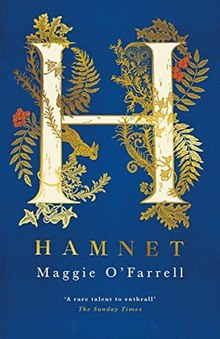 H
HAMNET
Maggie O'Farrell
'A rare talent to enthrall'
The Sunday Times